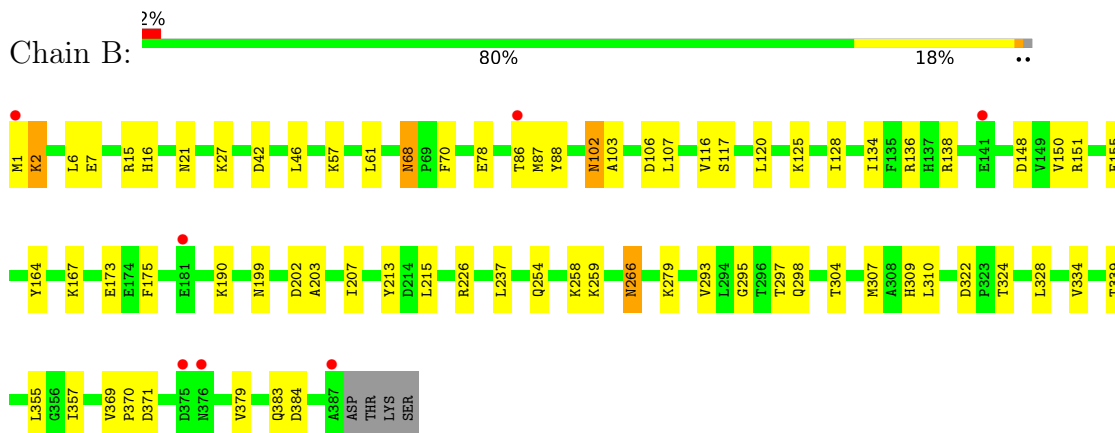 2%
Chain B:
80% 18% ••
M1 K2 L6 E7 R15 H16 N21 K27 D42 L46 K57 L61 N68 P69 F70 E78 T86 M87 Y88 N102 A103 D106 L107 V116 S117 L120 K125 I128 I134 F135 R136 H137 R138 E141 D148 V149 V150 R151 E155
Y164 K167 E173 E174 F175 E181 K190 N199 D202 A203 I207 Y213 D214 L215 R226 L237 Q254 K258 K259 N266 K279 V293 L294 G295 T296 T297 Q298 T304 M307 A308 H309 L310 D322 P323 T324 L328 V334 T339
L355 G356 I357 V369 P370 D371 D375 N376 V379 Q383 D384 A387 ASP THR LYS SER